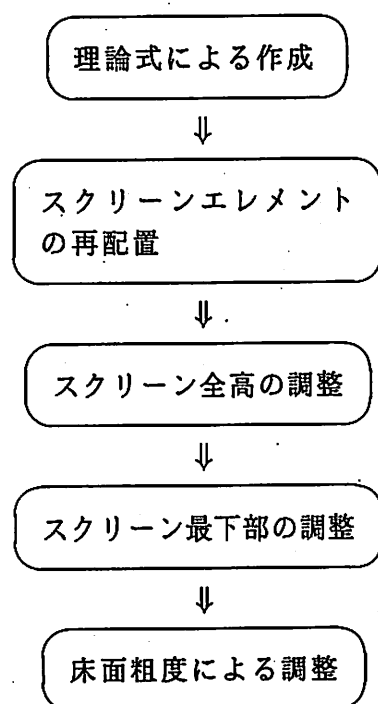 理論式による作成
⇓
スクリーンエレメント
の再配置
⇓
スクリーン全高の調整
⇓
スクリーン最下部の調整
⇓
床面粗度による調整